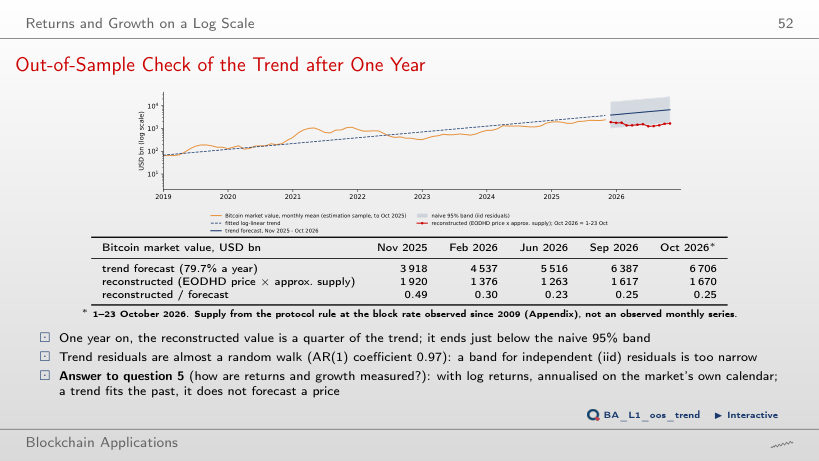 Returns and Growth on a Log Scale 52
Out-of-Sample Check of the Trend after One Year
USD bn (log scale)
10⁴
10³
10²
10¹
2019 2020 2021 2022 2023 2024 2025 2026
Bitcoin market value, monthly mean (estimation sample, to Oct 2025)
fitted log-linear trend
trend forecast, Nov 2025 - Oct 2026
naive 95% band (iid residuals)
reconstructed (EODHD price x approx. supply); Oct 2026 = 1-23 Oct
Bitcoin market value, USD bn Nov 2025 Feb 2026 Jun 2026 Sep 2026 Oct 2026*
trend forecast (79.7% a year) 3 918 4 537 5 516 6 387 6 706
reconstructed (EODHD price × approx. supply) 1 920 1 376 1 263 1 617 1 670
reconstructed / forecast 0.49 0.30 0.23 0.25 0.25
* 1–23 October 2026. Supply from the protocol rule at the block rate observed since 2009 (Appendix), not an observed monthly series.
One year on, the reconstructed value is a quarter of the trend; it ends just below the naive 95% band
Trend residuals are almost a random walk (AR(1) coefficient 0.97): a band for independent (iid) residuals is too narrow
Answer to question 5 (how are returns and growth measured?): with log returns, annualised on the market's own calendar;
a trend fits the past, it does not forecast a price
BA_L1_oos_trend ▶ Interactive
Blockchain Applications